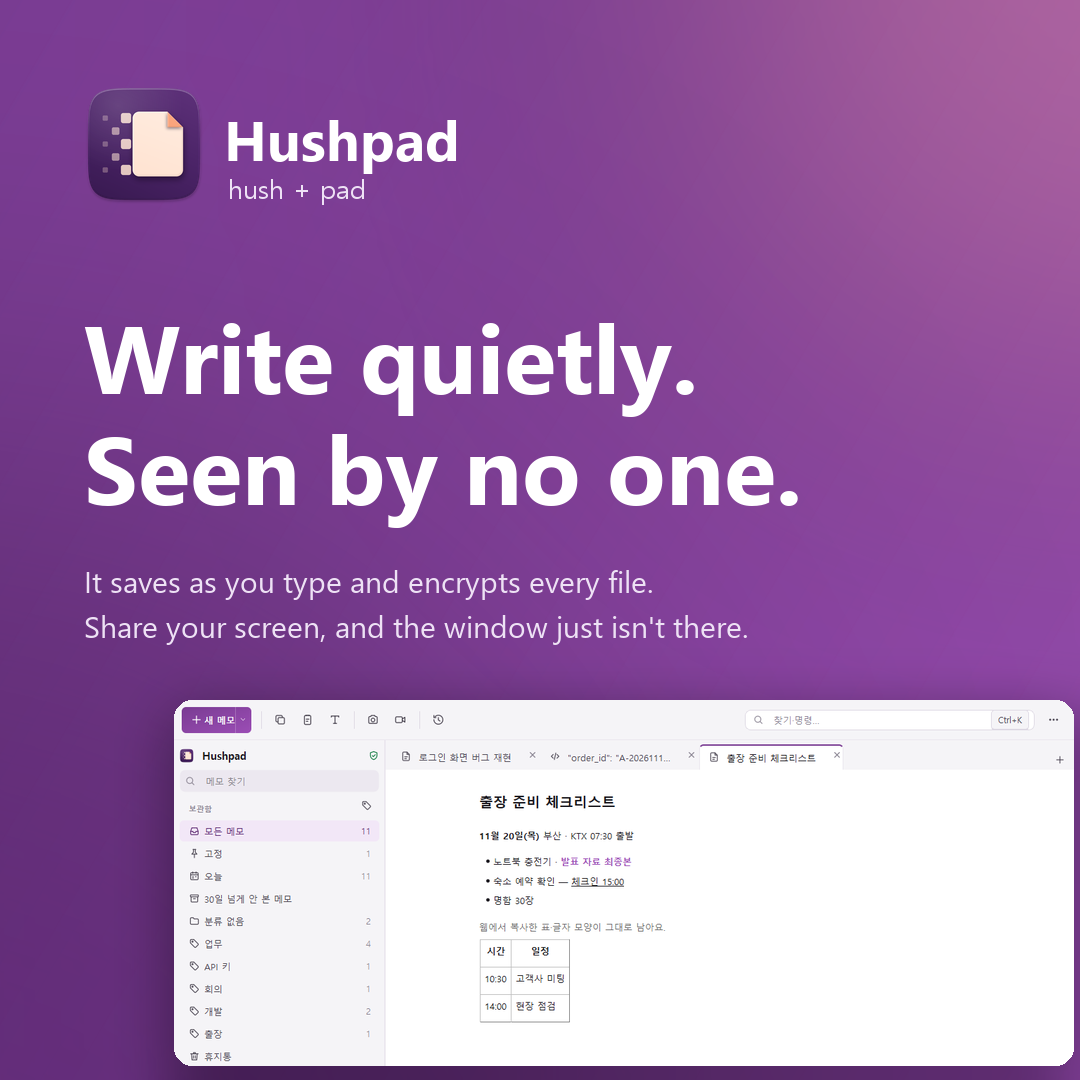 Hushpad
hush + pad
Write quietly.
Seen by no one.
It saves as you type and encrypts every file.
Share your screen, and the window just isn't there.
새 메모
찾기·명령...
Ctrl+K
Hushpad
로그인 화면 버그 재현
"order_id": "A-2026111...
출장 준비 체크리스트
메모 찾기
보관함
모든 메모 11
고정 1
오늘 11
30일 넘게 안 본 메모
분류 없음 2
업무 4
API 키 1
회의 1
개발 2
출장 1
휴지통
출장 준비 체크리스트
11월 20일(목) 부산 · KTX 07:30 출발
• 노트북 충전기 · 발표 자료 최종본
• 숙소 예약 확인 — 체크인 15:00
• 명함 30장
웹에서 복사한 표·글자 모양이 그대로 남아요.
시간 일정
10:30 고객사 미팅
14:00 현장 점검